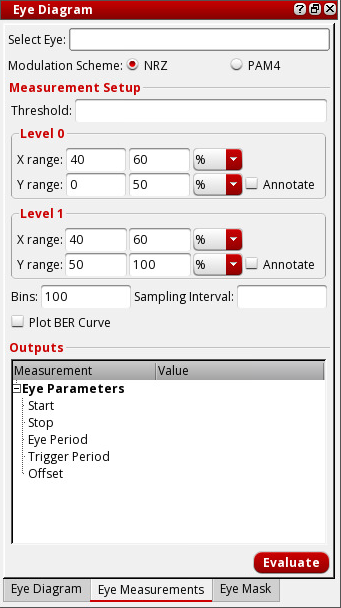 Eye Diagram
Select Eye:
Modulation Scheme: NRZ PAM4
Measurement Setup
Threshold:
Level 0
X range: 40 60 %
Y range: 0 50 % Annotate
Level 1
X range: 40 60 %
Y range: 50 100 % Annotate
Bins: 100 Sampling Interval:
Plot BER Curve
Outputs
Measurement Value
Eye Parameters
Start
Stop
Eye Period
Trigger Period
Offset
Evaluate
Eye Diagram Eye Measurements Eye Mask